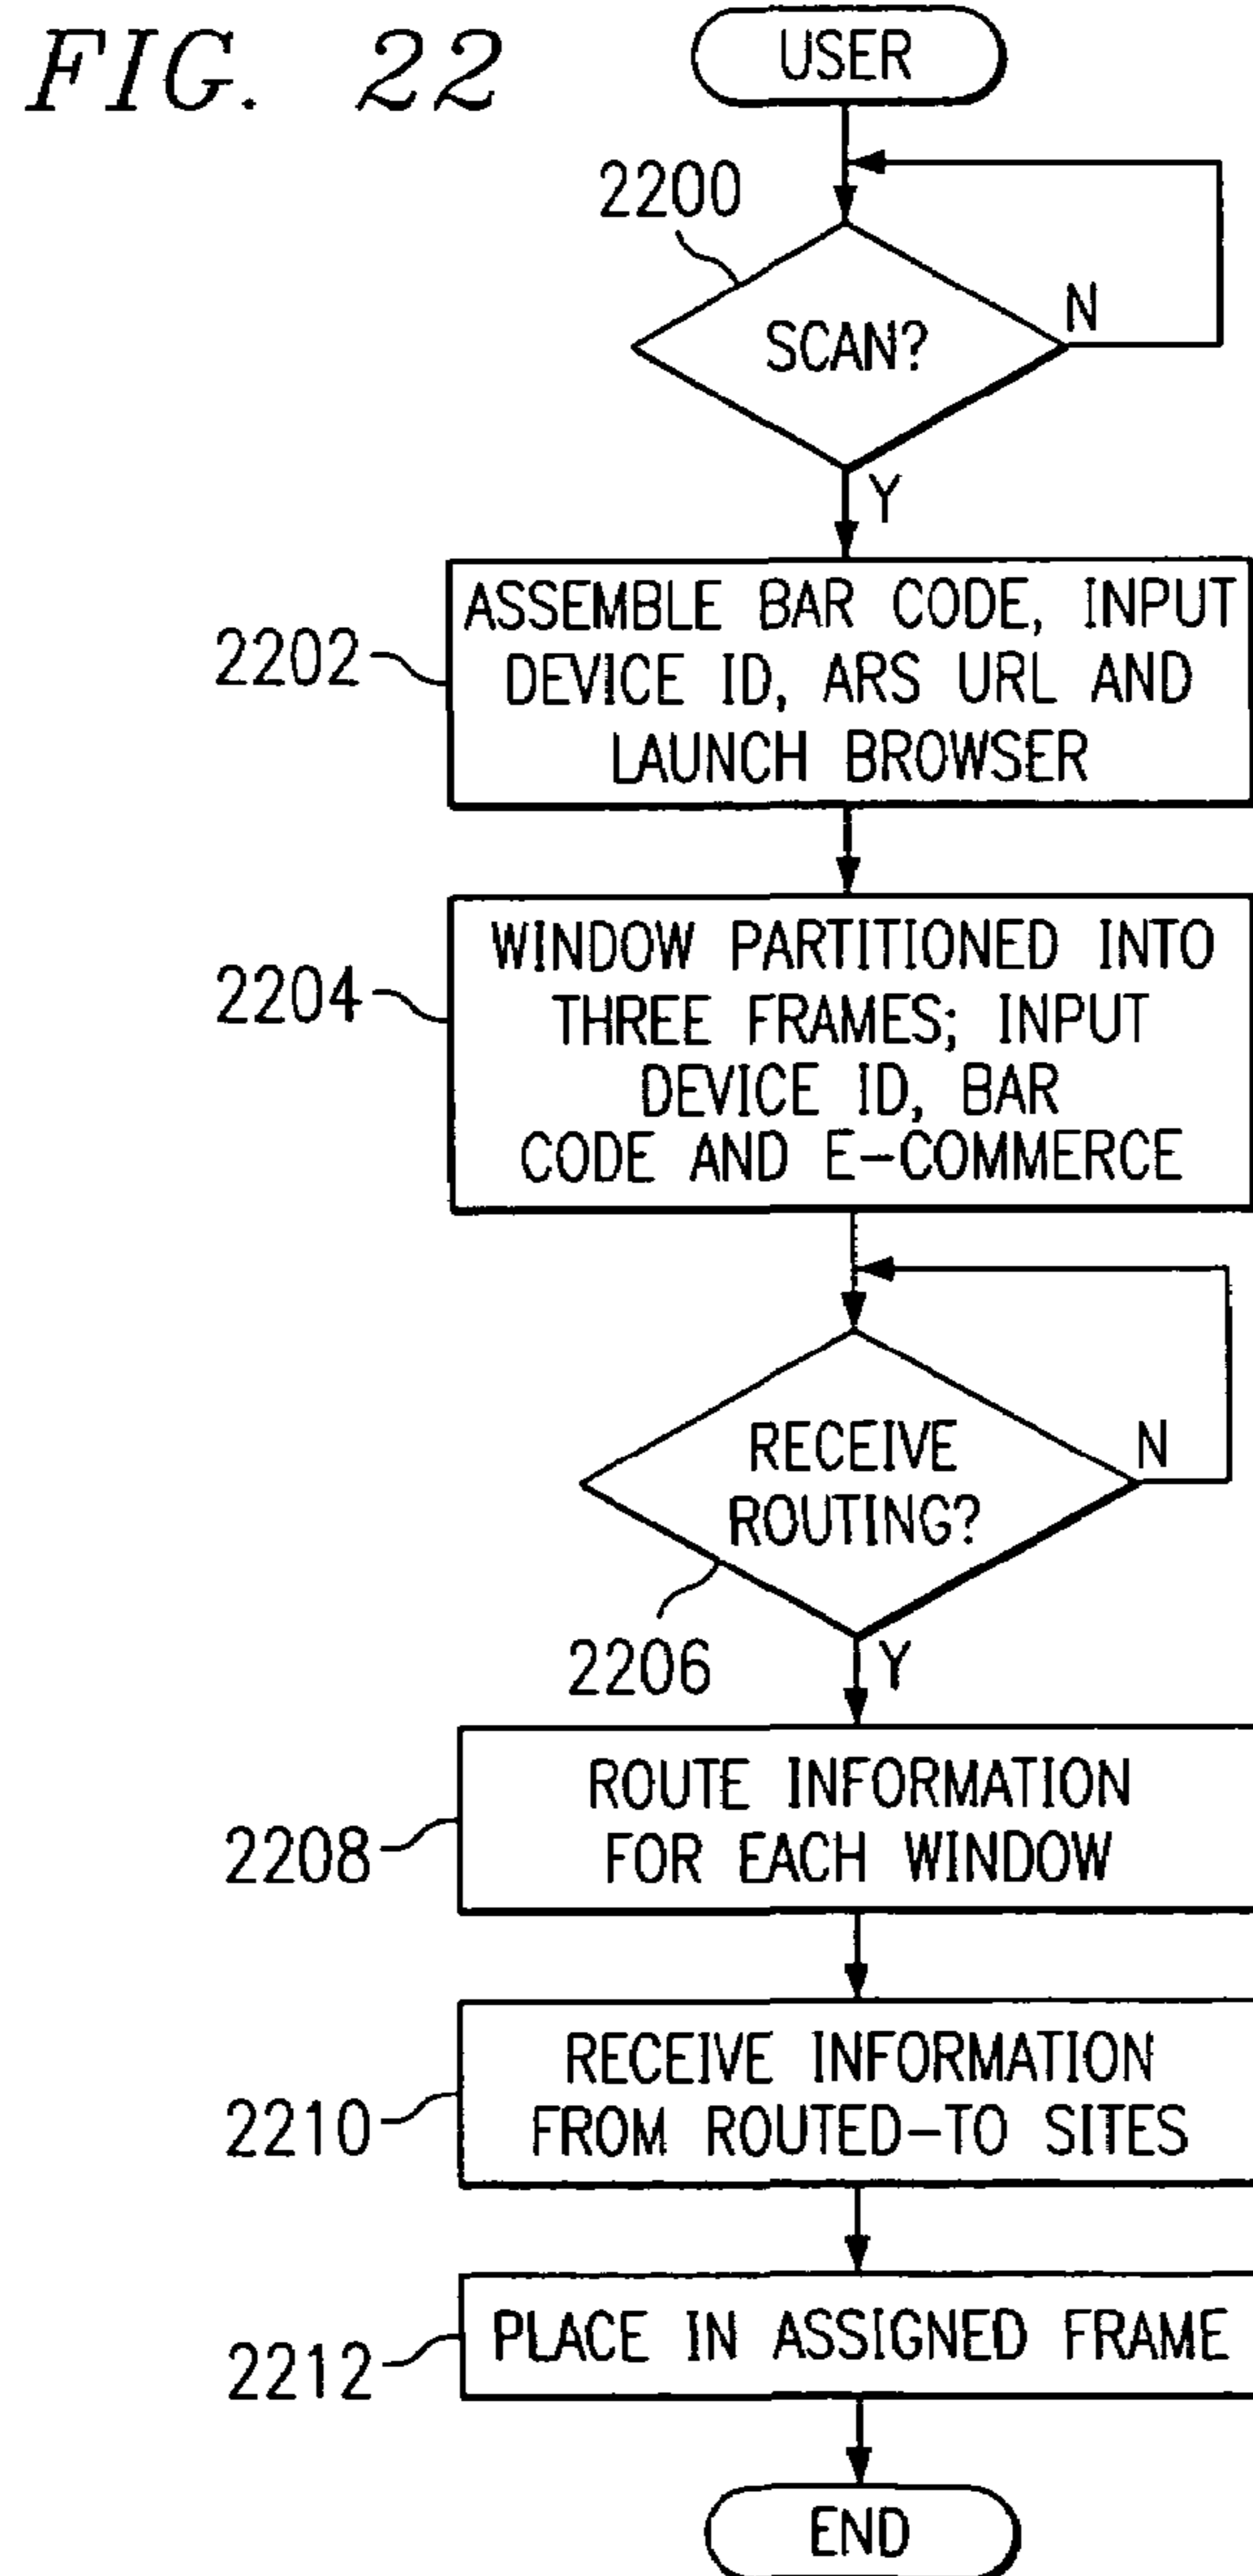 FIG. 22
USER
2200
SCAN?
N
Y
2202
ASSEMBLE BAR CODE, INPUT
DEVICE ID, ARS URL AND
LAUNCH BROWSER
2204
WINDOW PARTITIONED INTO
THREE FRAMES; INPUT
DEVICE ID, BAR
CODE AND E-COMMERCE
RECEIVE
ROUTING?
N
2206
Y
2208
ROUTE INFORMATION
FOR EACH WINDOW
2210
RECEIVE INFORMATION
FROM ROUTED-TO SITES
2212
PLACE IN ASSIGNED FRAME
END